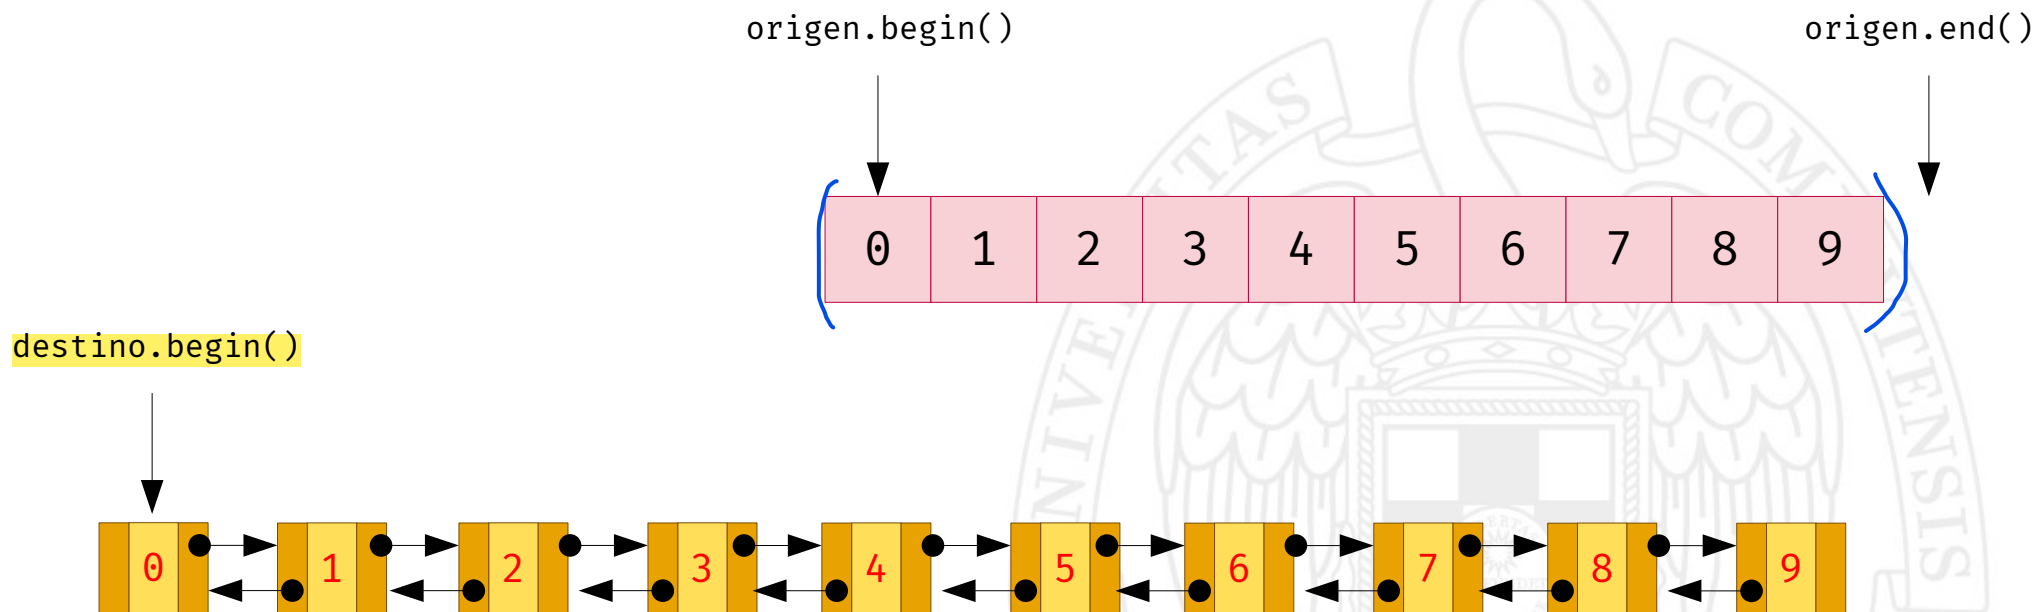 origen.begin() origen.end()
0 1 2 3 4 5 6 7 8 9
destino.begin()
0 1 2 3 4 5 6 7 8 9